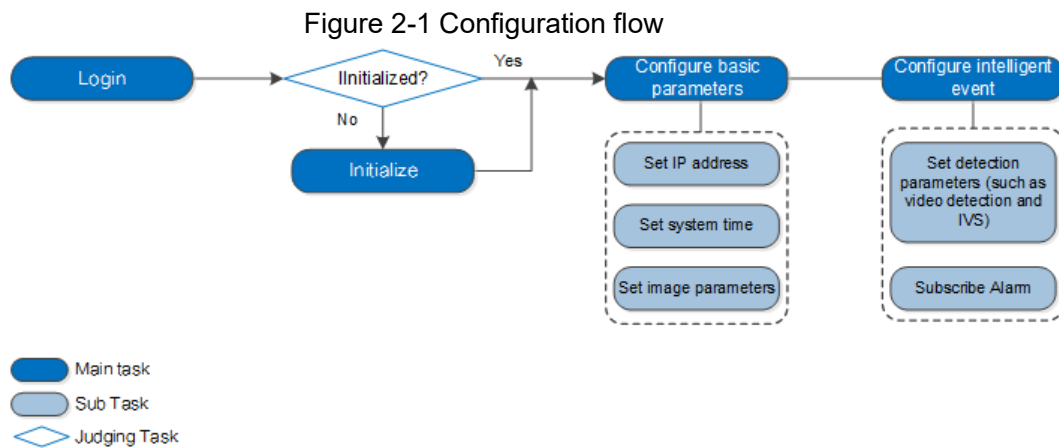 Figure 2-1 Configuration flow
Login
IInitialized?
Yes
No
Initialize
Configure basic
parameters
Set IP address
Set system time
Set image parameters
Configure intelligent
event
Set detection
parameters (such as
video detection and
IVS)
Subscribe Alarm
Main task
Sub Task
Judging Task